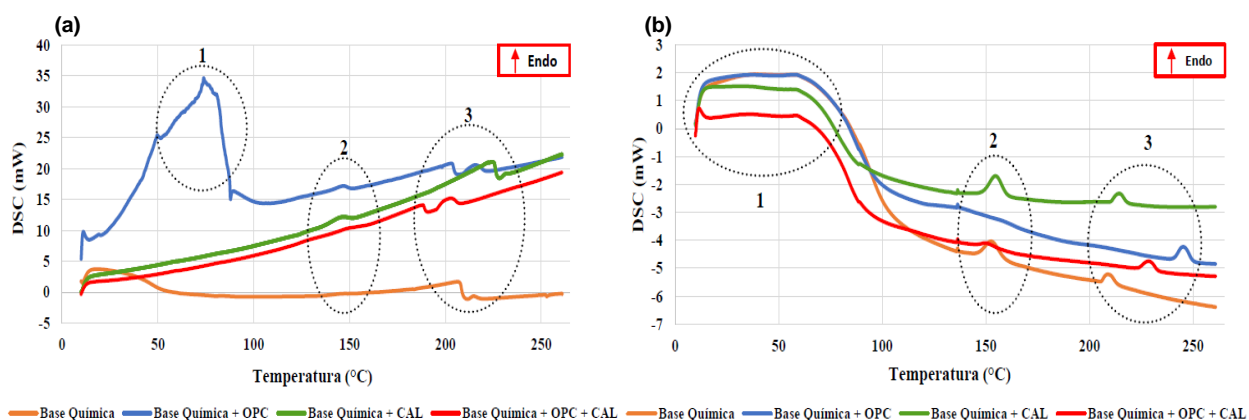 (a)
(b)
DSC (mW)
40
35
30
25
20
15
10
5
0
-5
0
50
100
150
200
250
Temperatura (°C)
1
2
3
Endo
DSC (mW)
3
2
1
0
-1
-2
-3
-4
-5
-6
-7
0
50
100
150
200
250
Temperatura (°C)
1
2
3
Endo
Base Química
Base Química + OPC
Base Química + CAL
Base Química + OPC + CAL
Base Química
Base Química + OPC
Base Química + CAL
Base Química + OPC + CAL